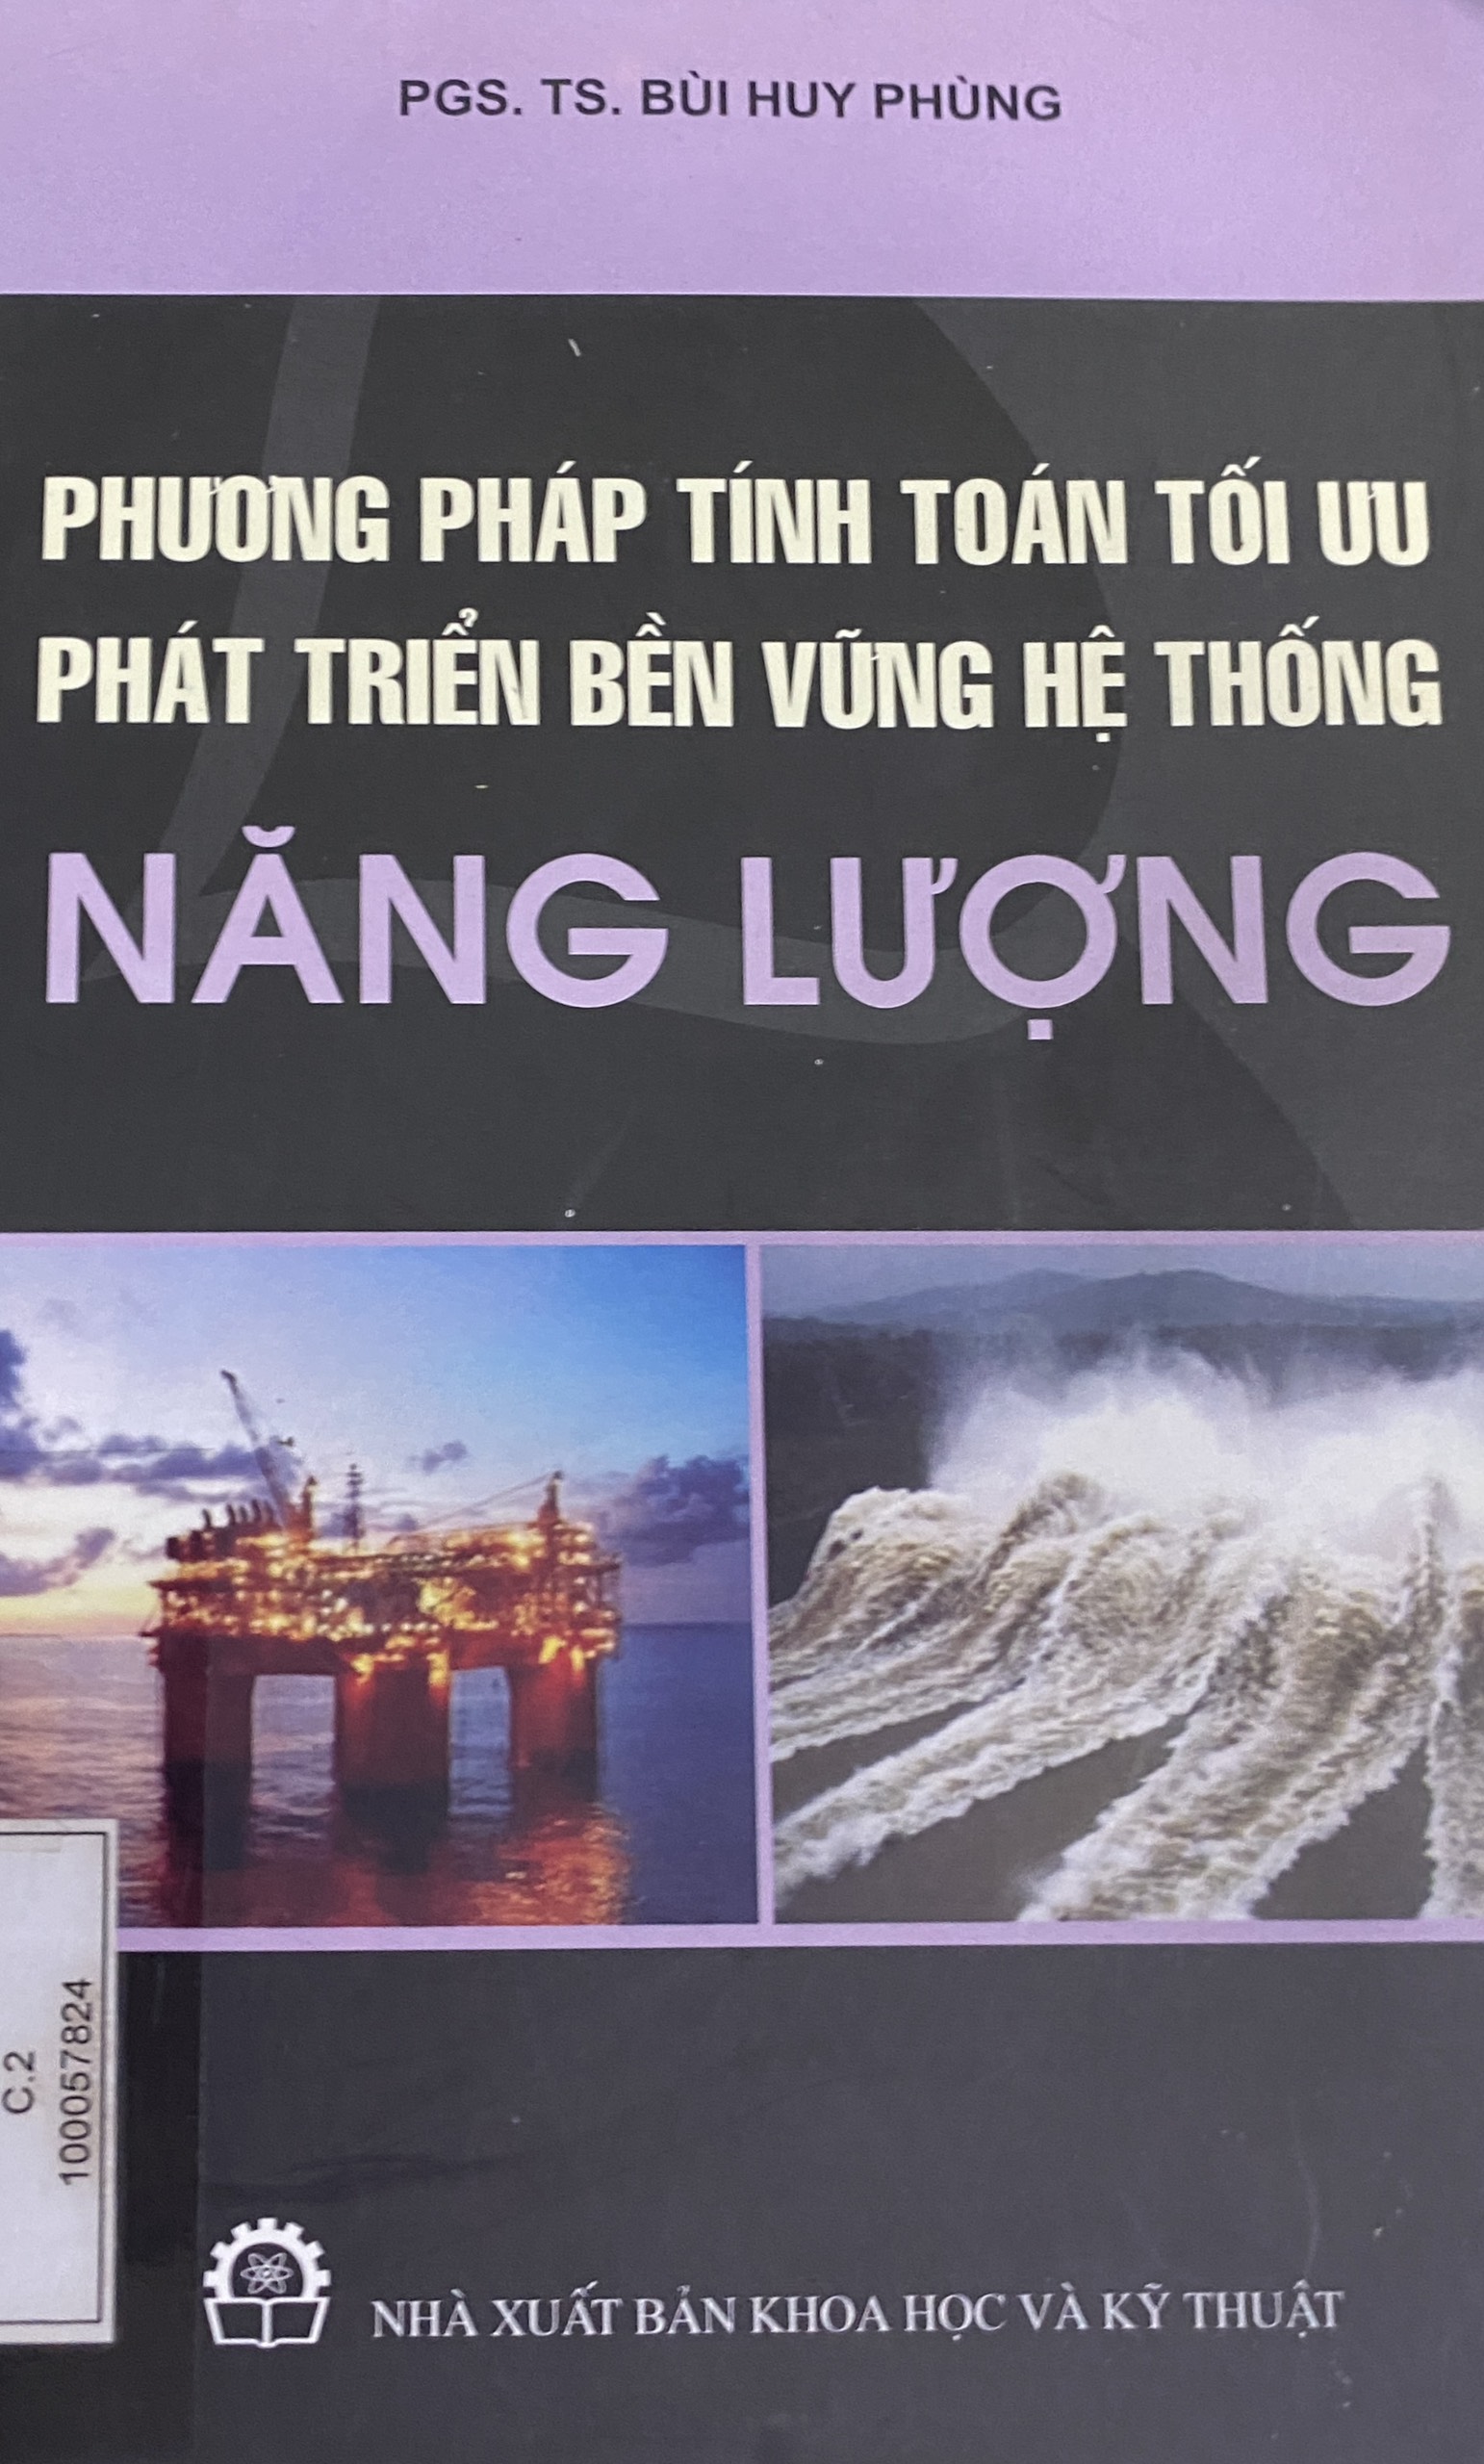 PGS. TS. BÙI HUY PHÙNG
PHƯƠNG PHÁP TÍNH TOÁN TỐI ƯU
PHÁT TRIỂN BỀN VỮNG HỆ THỐNG
NĂNG LƯỢNG
C.2
100057824
NHÀ XUẤT BẢN KHOA HỌC VÀ KỸ THUẬT